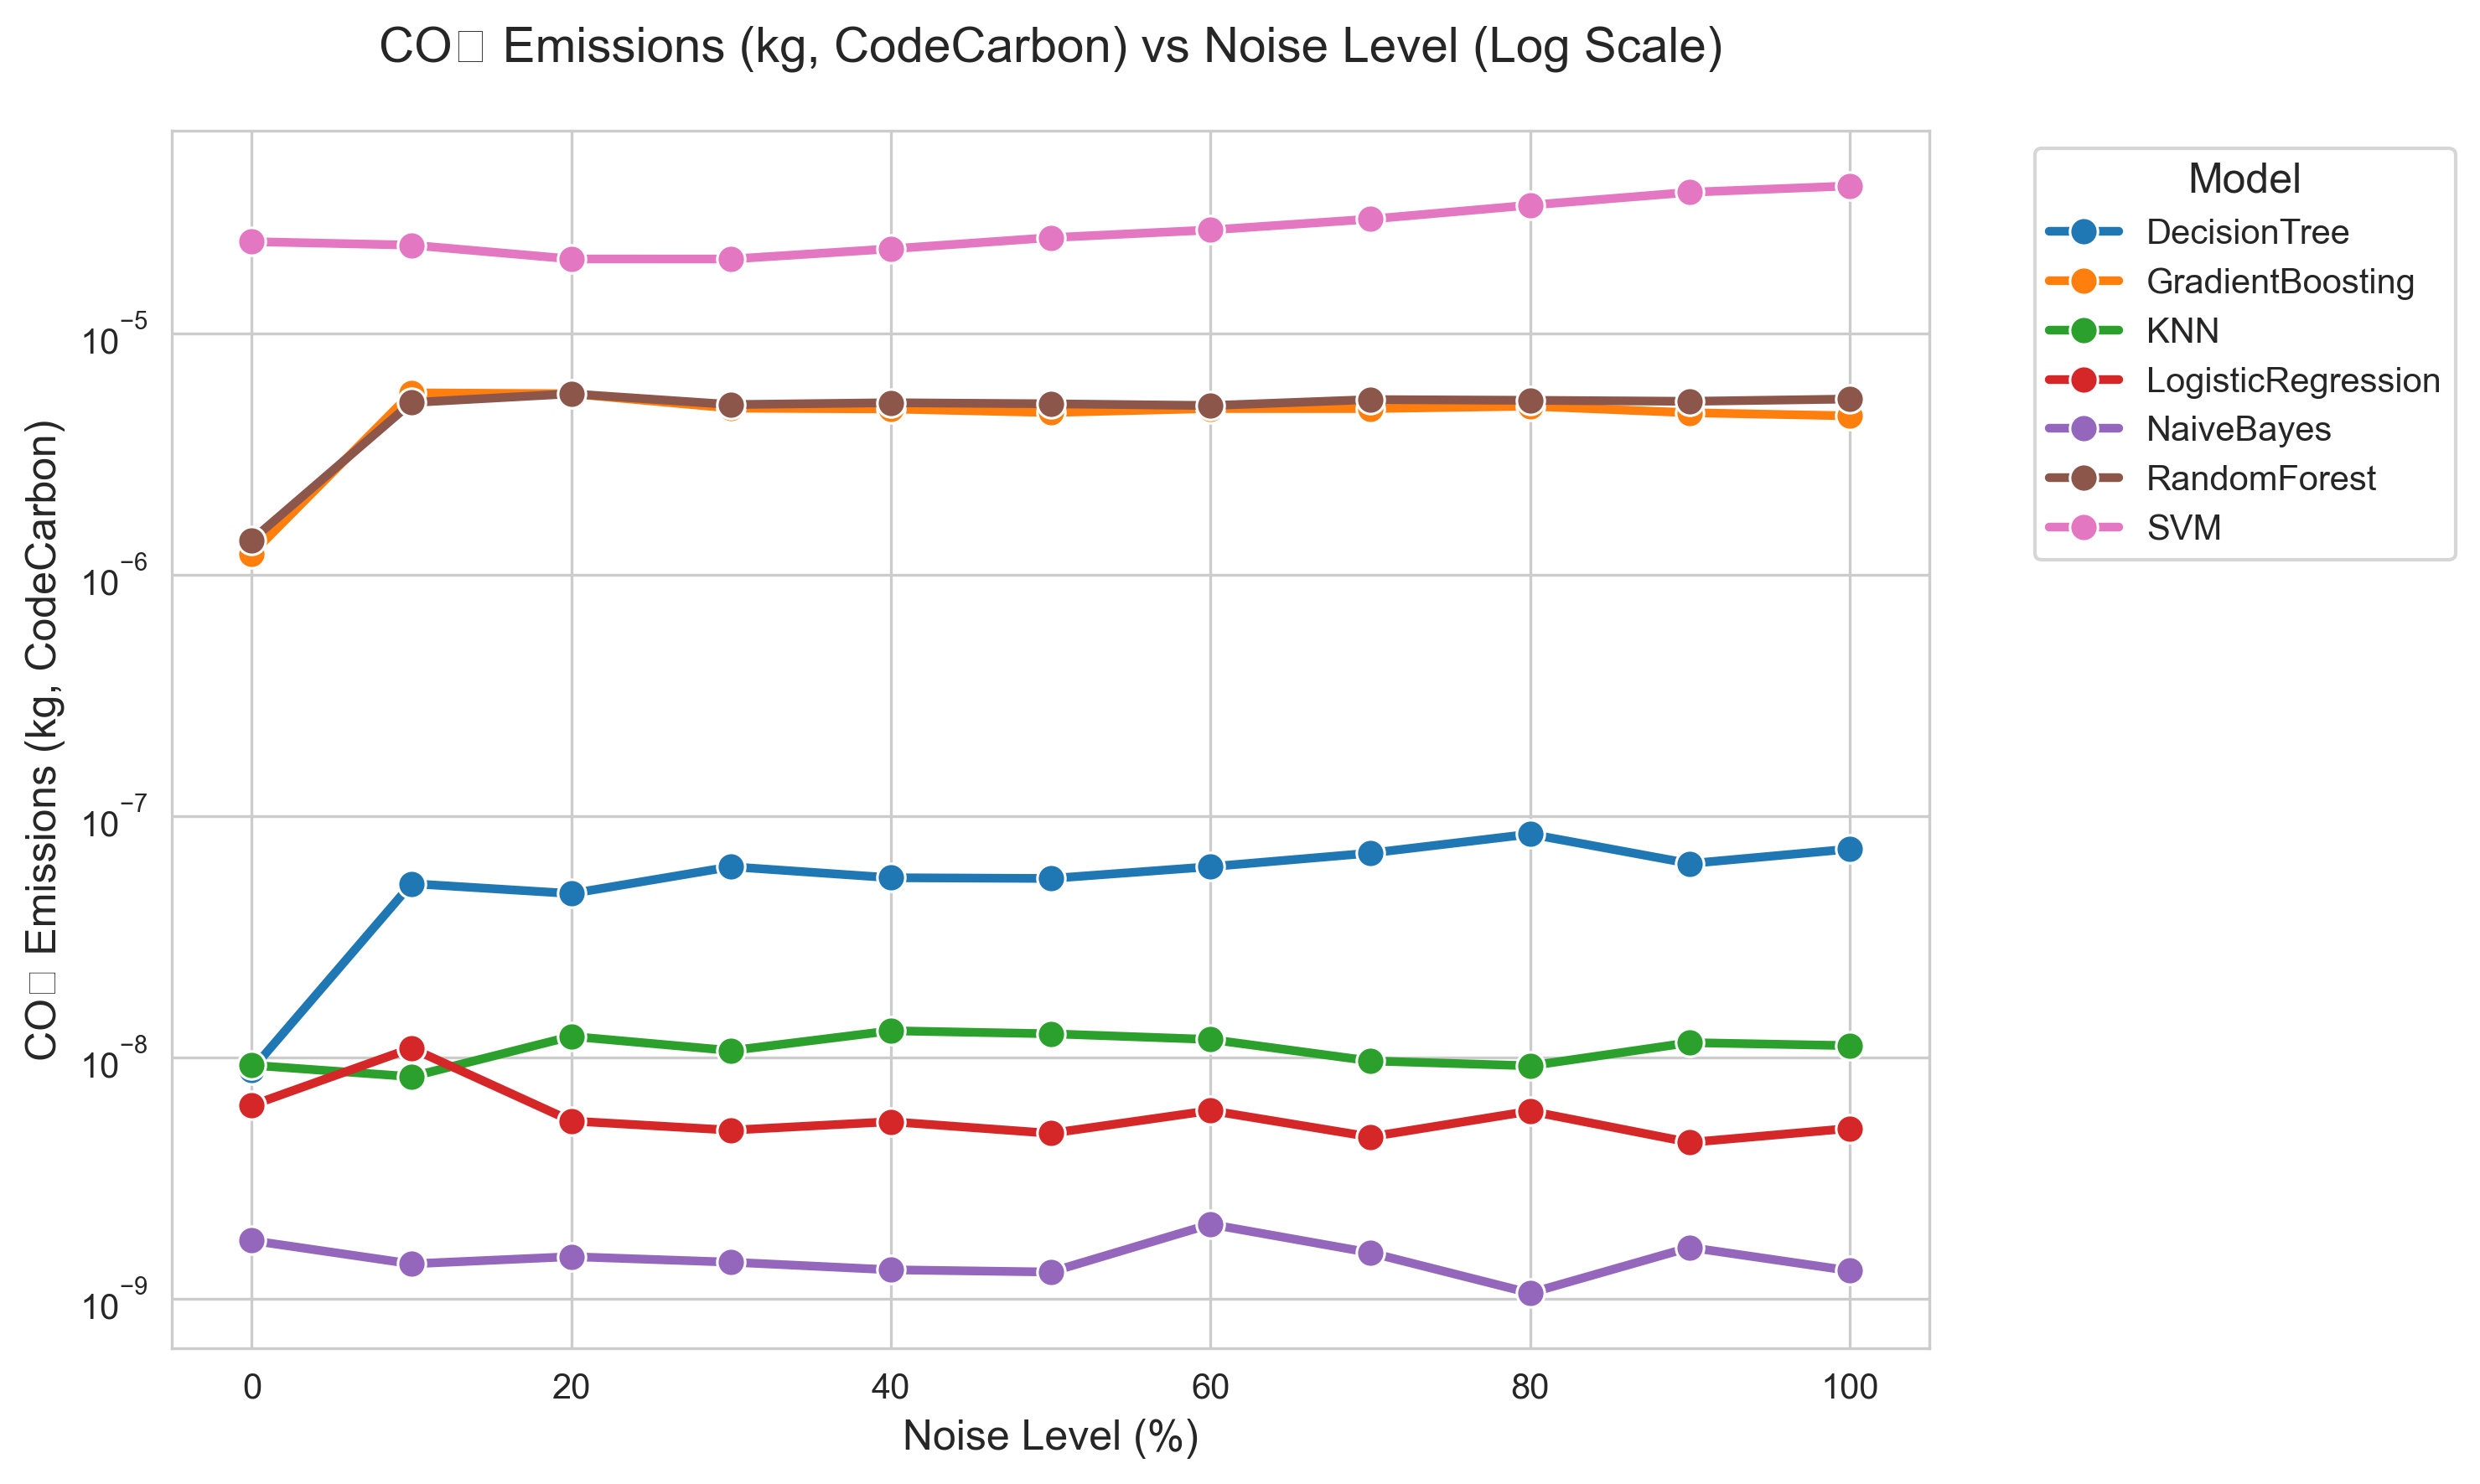 CO□ Emissions (kg, CodeCarbon) vs Noise Level (Log Scale)
CO□ Emissions (kg, CodeCarbon)
10⁻⁵
10⁻⁶
10⁻⁷
10⁻⁸
10⁻⁹
0 20 40 60 80 100
Noise Level (%)
Model
DecisionTree
GradientBoosting
KNN
LogisticRegression
NaiveBayes
RandomForest
SVM